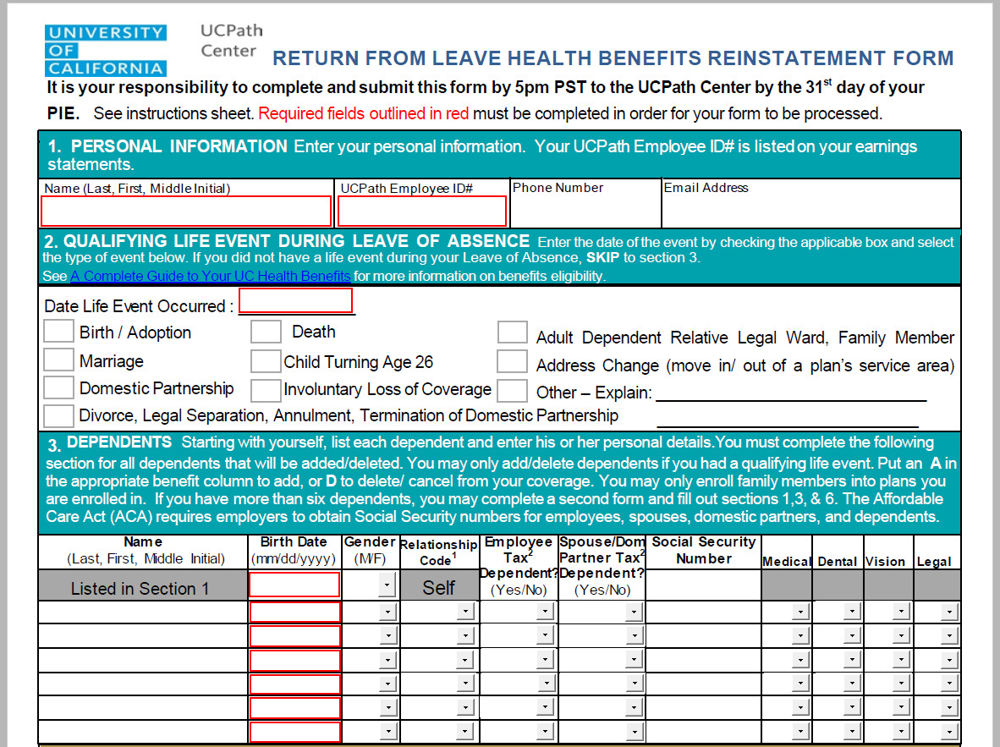 UNIVERSITY
OF
CALIFORNIA
UCPath
Center
RETURN FROM LEAVE HEALTH BENEFITS REINSTATEMENT FORM
It is your responsibility to complete and submit this form by 5pm PST to the UCPath Center by the 31st day of your
PIE. See instructions sheet. Required fields outlined in red must be completed in order for your form to be processed.
1. PERSONAL INFORMATION Enter your personal information. Your UCPath Employee ID# is listed on your earnings
statements.
Name (Last, First, Middle Initial) UCPath Employee ID# Phone Number Email Address
2. QUALIFYING LIFE EVENT DURING LEAVE OF ABSENCE Enter the date of the event by checking the applicable box and select
the type of event below. If you did not have a life event during your Leave of Absence, SKIP to section 3.
See A Complete Guide to Your UC Health Benefits for more information on benefits eligibility.
Date Life Event Occurred :
Birth / Adoption Death Adult Dependent Relative Legal Ward, Family Member
Marriage Child Turning Age 26 Address Change (move in/ out of a plan’s service area)
Domestic Partnership Involuntary Loss of Coverage Other – Explain:
Divorce, Legal Separation, Annulment, Termination of Domestic Partnership
3. DEPENDENTS Starting with yourself, list each dependent and enter his or her personal details.You must complete the following
section for all dependents that will be added/deleted. You may only add/delete dependents if you had a qualifying life event. Put an A in
the appropriate benefit column to add, or D to delete/ cancel from your coverage. You may only enroll family members into plans you
are enrolled in. If you have more than six dependents, you may complete a second form and fill out sections 1,3, & 6. The Affordable
Care Act (ACA) requires employers to obtain Social Security numbers for employees, spouses, domestic partners, and dependents.
Name
(Last, First, Middle Initial)
Birth Date
(mm/dd/yyyy)
Gender
(M/F)
Relationship
Code1
Employee
Tax2
Dependent?
(Yes/No)
Spouse/Dom
Partner Tax2
Dependent?
(Yes/No)
Social Security
Number
Medical Dental Vision Legal
Listed in Section 1 Self